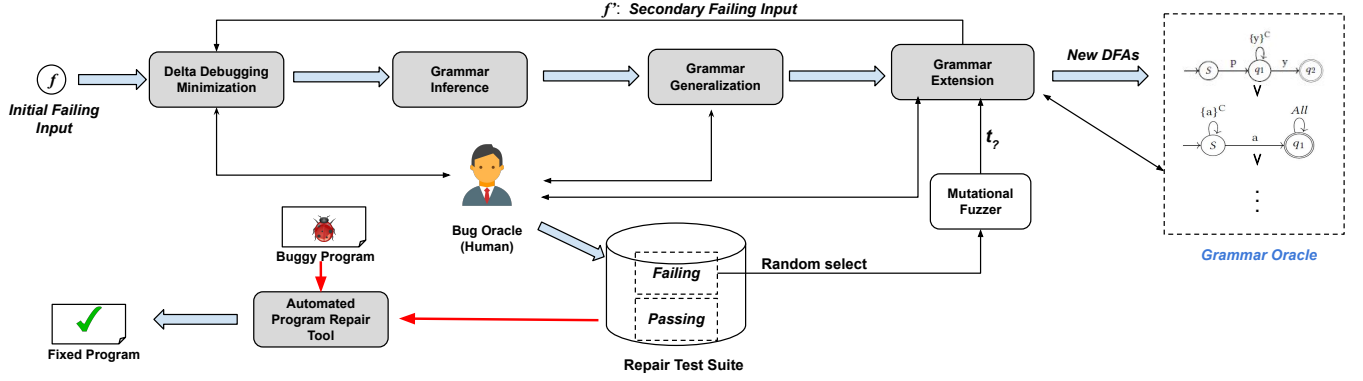 f': Secondary Failing Input
f
Initial Failing
Input
Delta Debugging
Minimization
Grammar
Inference
Grammar
Generalization
Grammar
Extension
New DFAs
{y}C
S
p
q1
y
q2
∨
{a}C
All
S
a
q1
∨
Grammar Oracle
t?
Mutational
Fuzzer
Bug Oracle
(Human)
Buggy Program
Failing
Random select
Passing
Automated
Program Repair
Tool
Fixed Program
Repair Test Suite